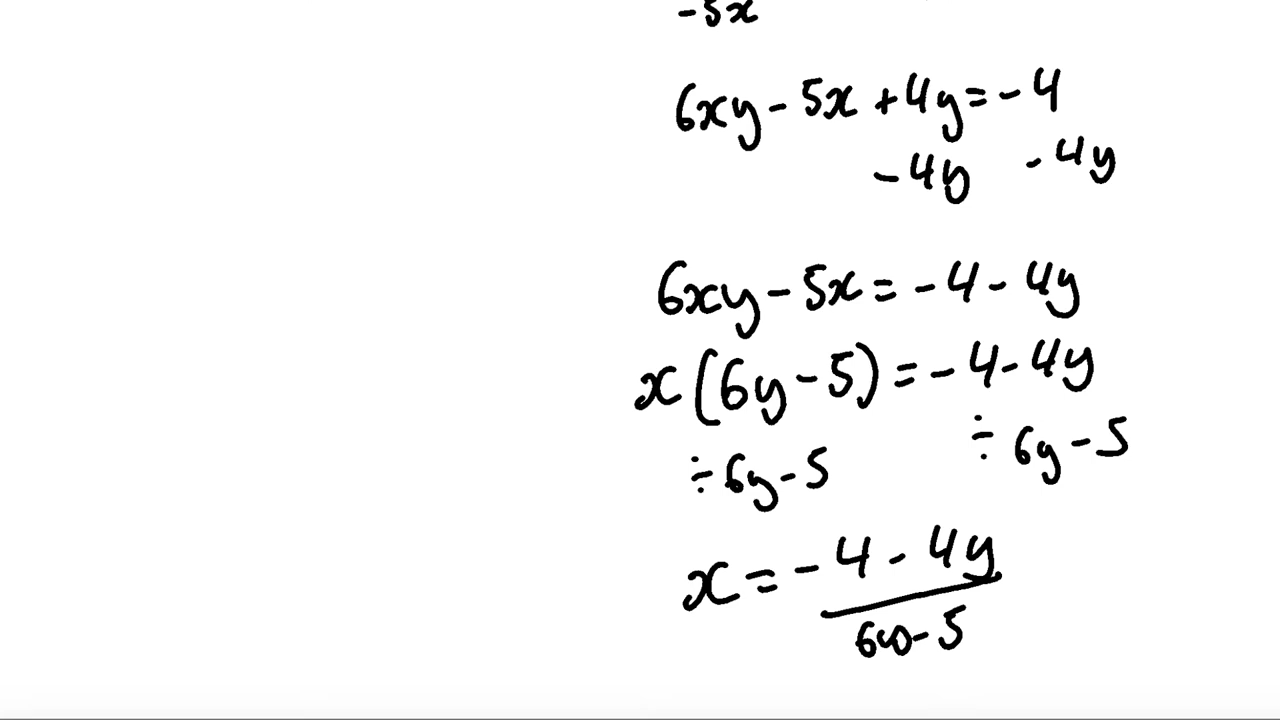 -5x
6xy - 5x + 4y = - 4
- 4y - 4y
6xy - 5x = - 4 - 4y
x (6y - 5) = - 4 - 4y
÷ 6y - 5 ÷ 6y - 5
x = - 4 - 4y
- 5